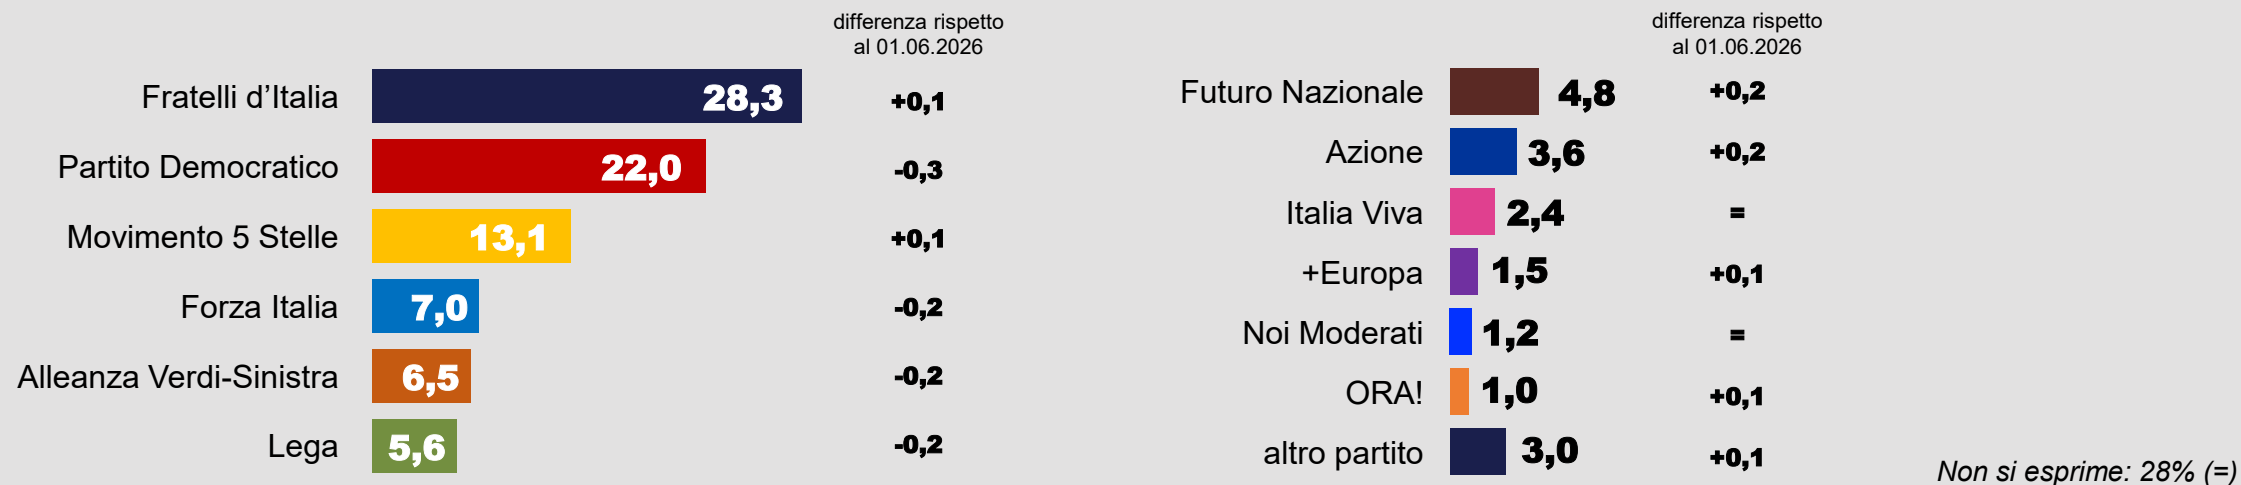 differenza rispetto
al 01.06.2026
Fratelli d’Italia 28,3 +0,1
Partito Democratico 22,0 -0,3
Movimento 5 Stelle 13,1 +0,1
Forza Italia 7,0 -0,2
Alleanza Verdi-Sinistra 6,5 -0,2
Lega 5,6 -0,2
differenza rispetto
al 01.06.2026
Futuro Nazionale 4,8 +0,2
Azione 3,6 +0,2
Italia Viva 2,4 =
+Europa 1,5 +0,1
Noi Moderati 1,2 =
ORA! 1,0 +0,1
altro partito 3,0 +0,1
Non si esprime: 28% (=)